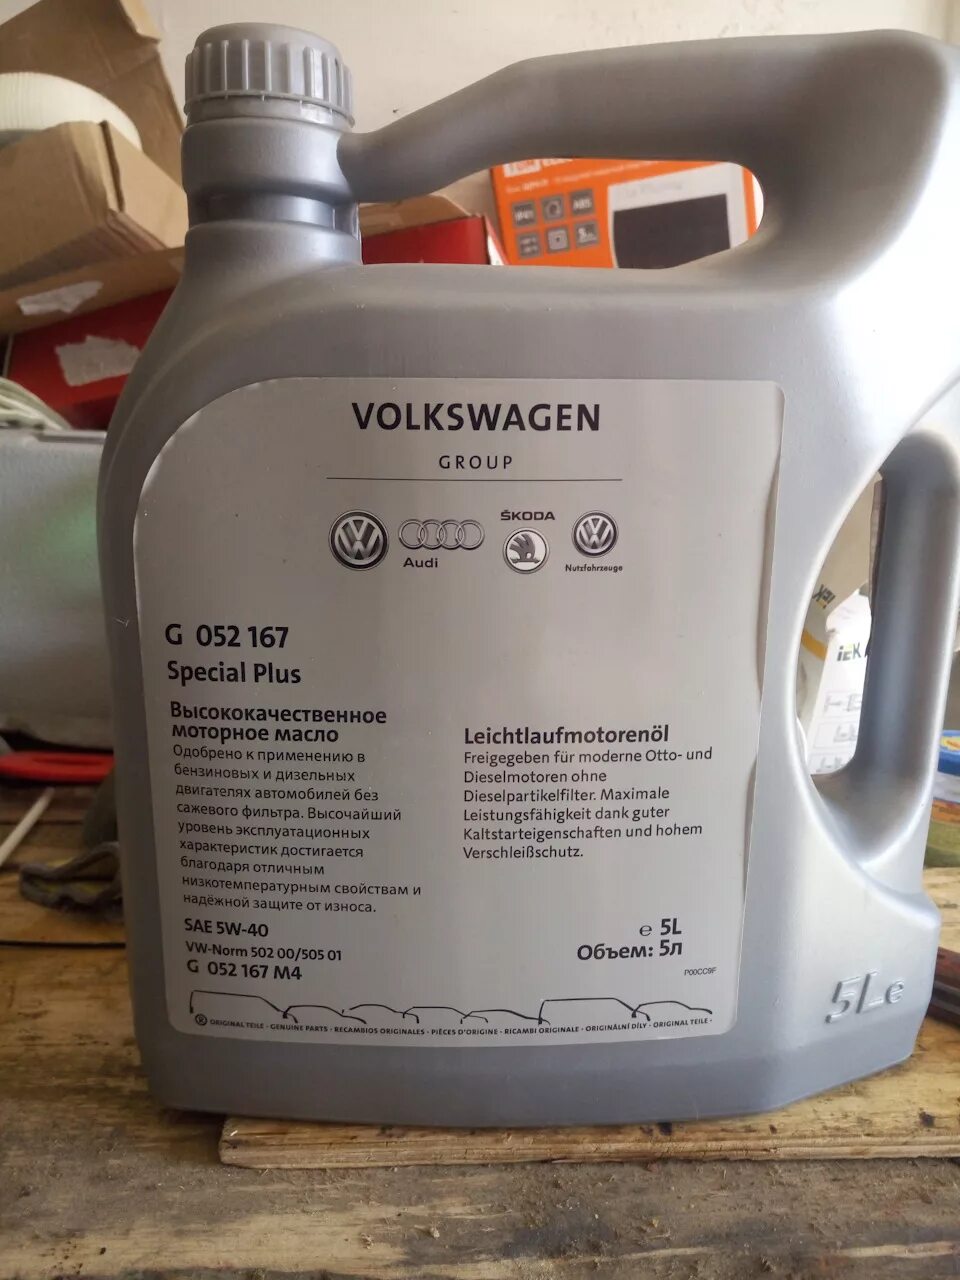 VOLKSWAGEN
GROUP
Audi
ŠKODA
Nutzfahrzeuge
G 052 167
Special Plus
Высококачественное
моторное масло
Одобрено к применению в
бензиновых и дизельных
двигателях автомобилей без
сажевого фильтра. Высочайший
уровень эксплуатационных
характеристик достигается
благодаря отличным
низкотемпературным свойствам и
надёжной защите от износа.
SAE 5W-40
VW-Norm 502 00/505 01
G 052 167 M4
Leichtlaufmotorenöl
Freigegeben für moderne Otto- und
Dieselmotoren ohne
Dieselpartikelfilter. Maximale
Leistungsfähigkeit dank guter
Kaltstarteigenschaften und hohem
Verschleißschutz.
e 5L
Объем: 5л
P00CC9F
® ORIGINAL TEILE · GENUINE PARTS · RECAMBIOS ORIGINALES · PIÈCES D'ORIGINE · RICAMBI ORIGINALE · ORIGINÁLNÍ DÍLY · ORIGINAL TEILE ·
5Le
IEK